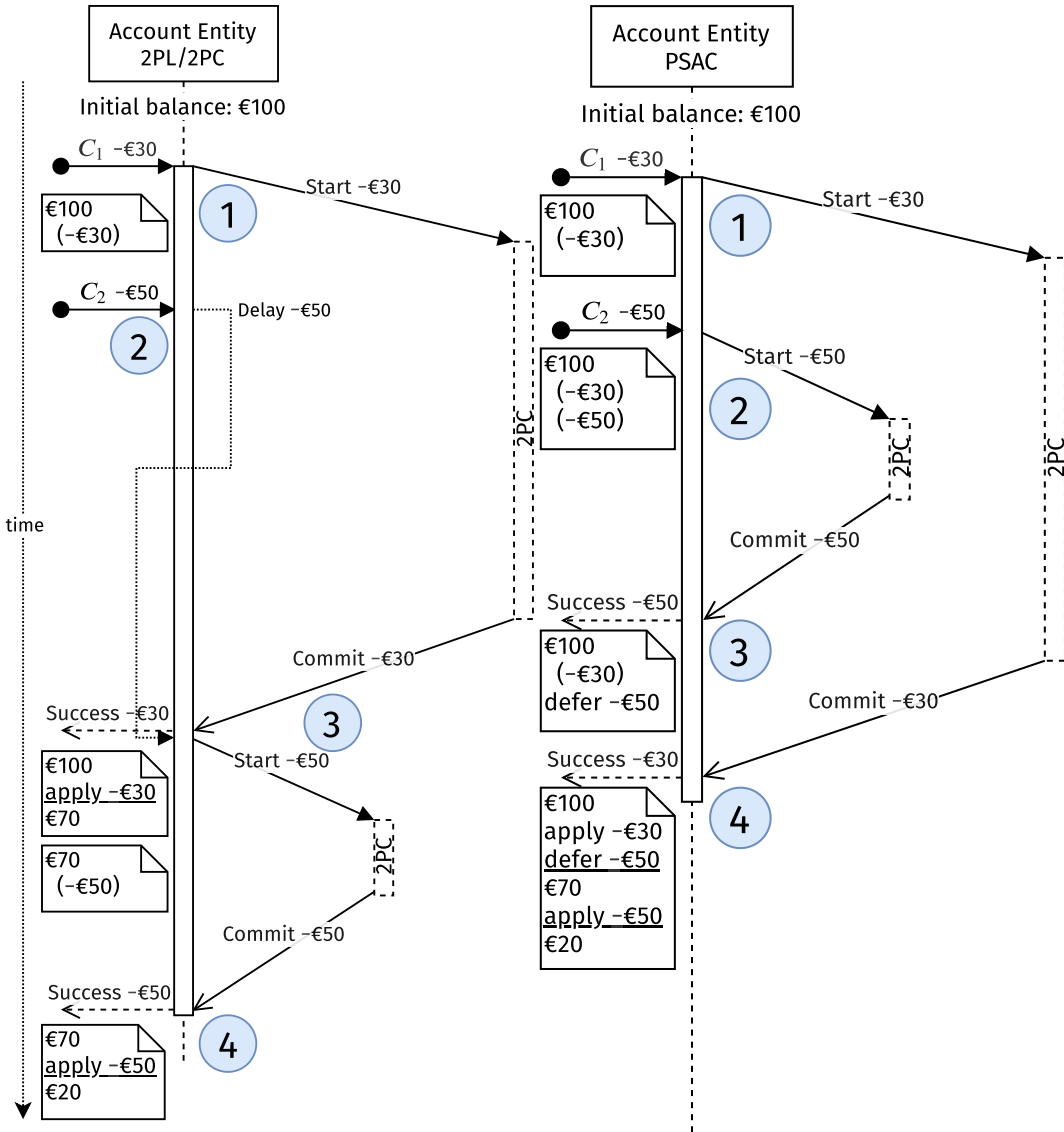 Account Entity
2PL/2PC
Initial balance: €100
C1 −€30
Start −€30
1
€100
(−€30)
C2 −€50
Delay −€50
2
2PC
time
Commit −€30
3
Success −€30
Start −€50
€100
apply −€30
€70
2PC
€70
(−€50)
Commit −€50
Success −€50
4
€70
apply −€50
€20
Account Entity
PSAC
Initial balance: €100
C1 −€30
Start −€30
1
€100
(−€30)
C2 −€50
Start −€50
2
€100
(−€30)
(−€50)
2PC
2PC
Commit −€50
Success −€50
3
€100
(−€30)
defer −€50
Commit −€30
Success −€30
4
€100
apply −€30
defer −€50
€70
apply −€50
€20